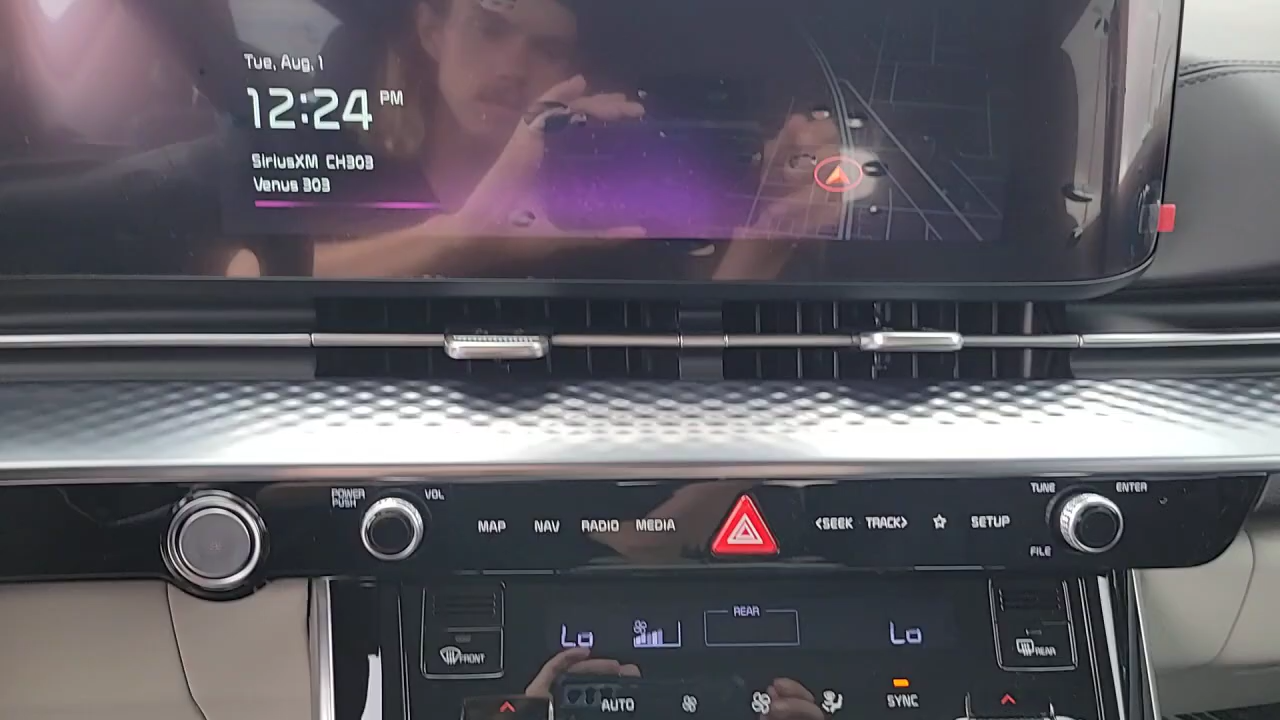 Tue, Aug, 1
12:24 PM
SiriusXM CH303
Venus 303
POWER
PUSH
VOL
MAP
NAV
RADIO
MEDIA
<SEEK
TRACK>
☆
SETUP
TUNE
ENTER
FILE
FRONT
Lo
REAR
Lo
REAR
AUTO
SYNC